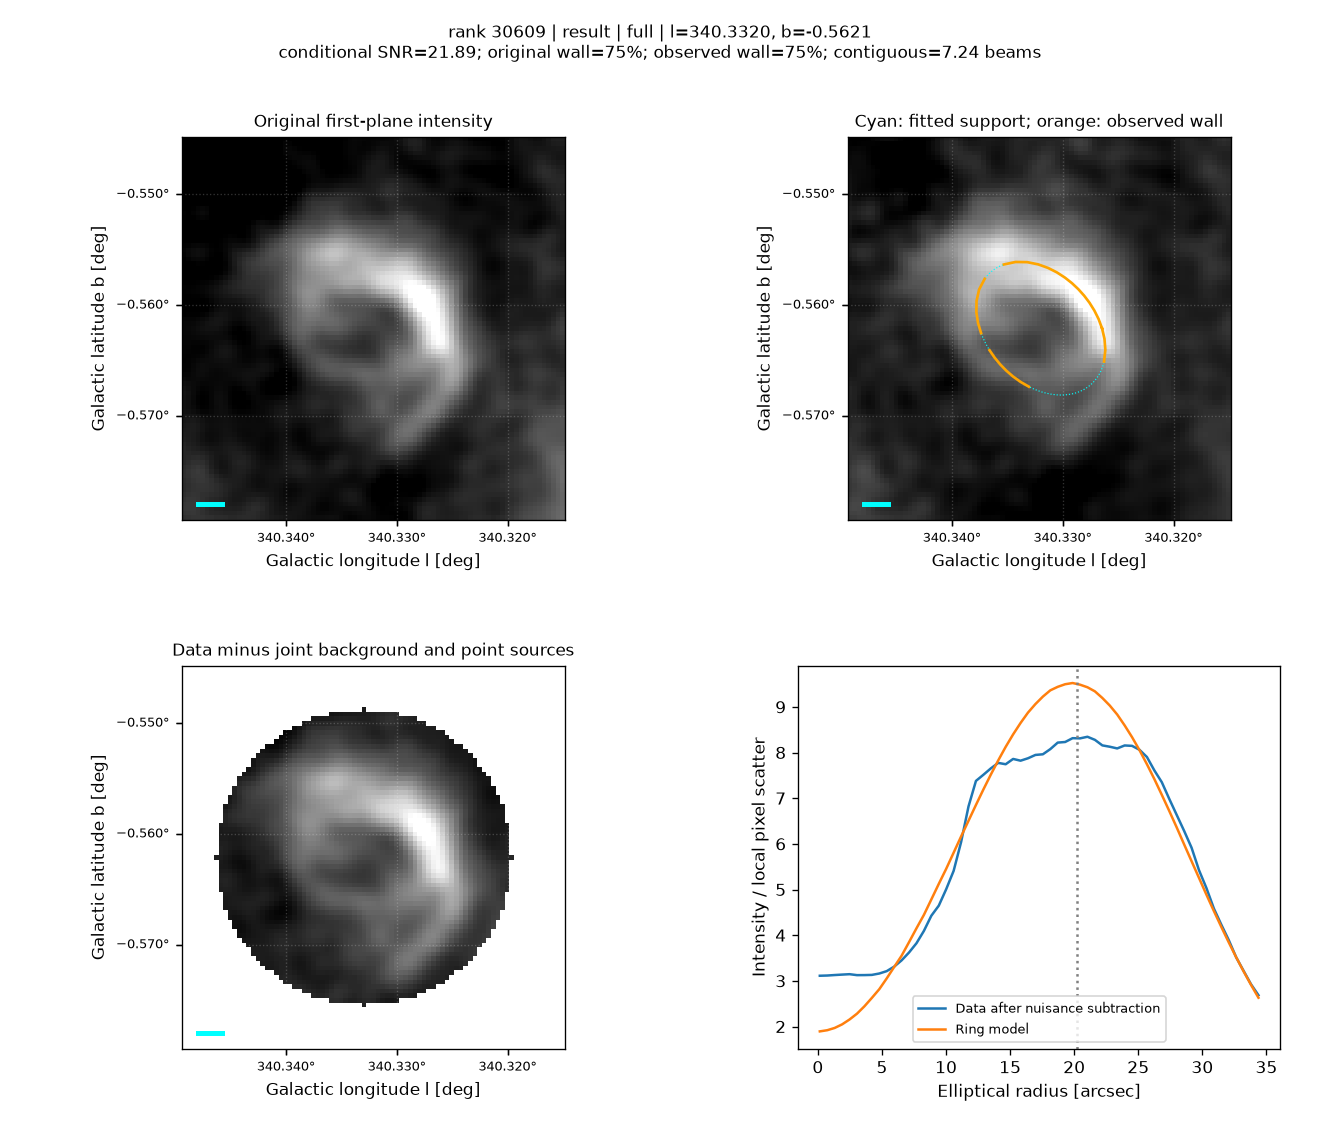 rank 30609 | result | full | l=340.3320, b=-0.5621
conditional SNR=21.89; original wall=75%; observed wall=75%; contiguous=7.24 beams
Original first-plane intensity
−0.550°
−0.560°
−0.570°
Galactic latitude b [deg]
340.340°
340.330°
340.320°
Galactic longitude l [deg]
Cyan: fitted support; orange: observed wall
−0.550°
−0.560°
−0.570°
Galactic latitude b [deg]
340.340°
340.330°
340.320°
Galactic longitude l [deg]
Data minus joint background and point sources
−0.550°
−0.560°
−0.570°
Galactic latitude b [deg]
340.340°
340.330°
340.320°
Galactic longitude l [deg]
9
8
7
6
5
4
3
2
Intensity / local pixel scatter
Data after nuisance subtraction
Ring model
0
5
10
15
20
25
30
35
Elliptical radius [arcsec]